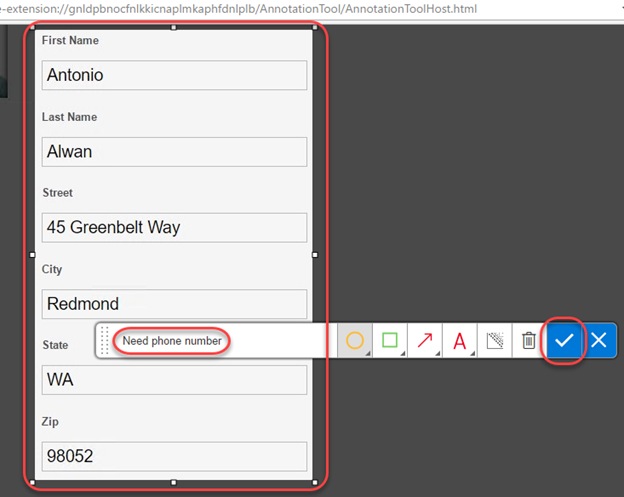 e-extension://gnldpbnocfnlkkicnaplmkaphfdnlplb/AnnotationTool/AnnotationToolHost.html
First Name
Antonio
Last Name
Alwan
Street
45 Greenbelt Way
City
Redmond
Need phone number
A
State
WA
Zip
98052